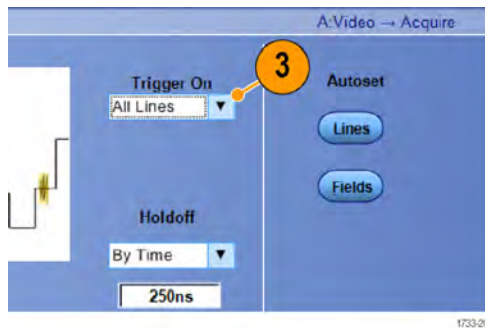 A:Video → Acquire
3
Trigger On
All Lines
Autoset
Lines
Fields
Holdoff
By Time
250ns